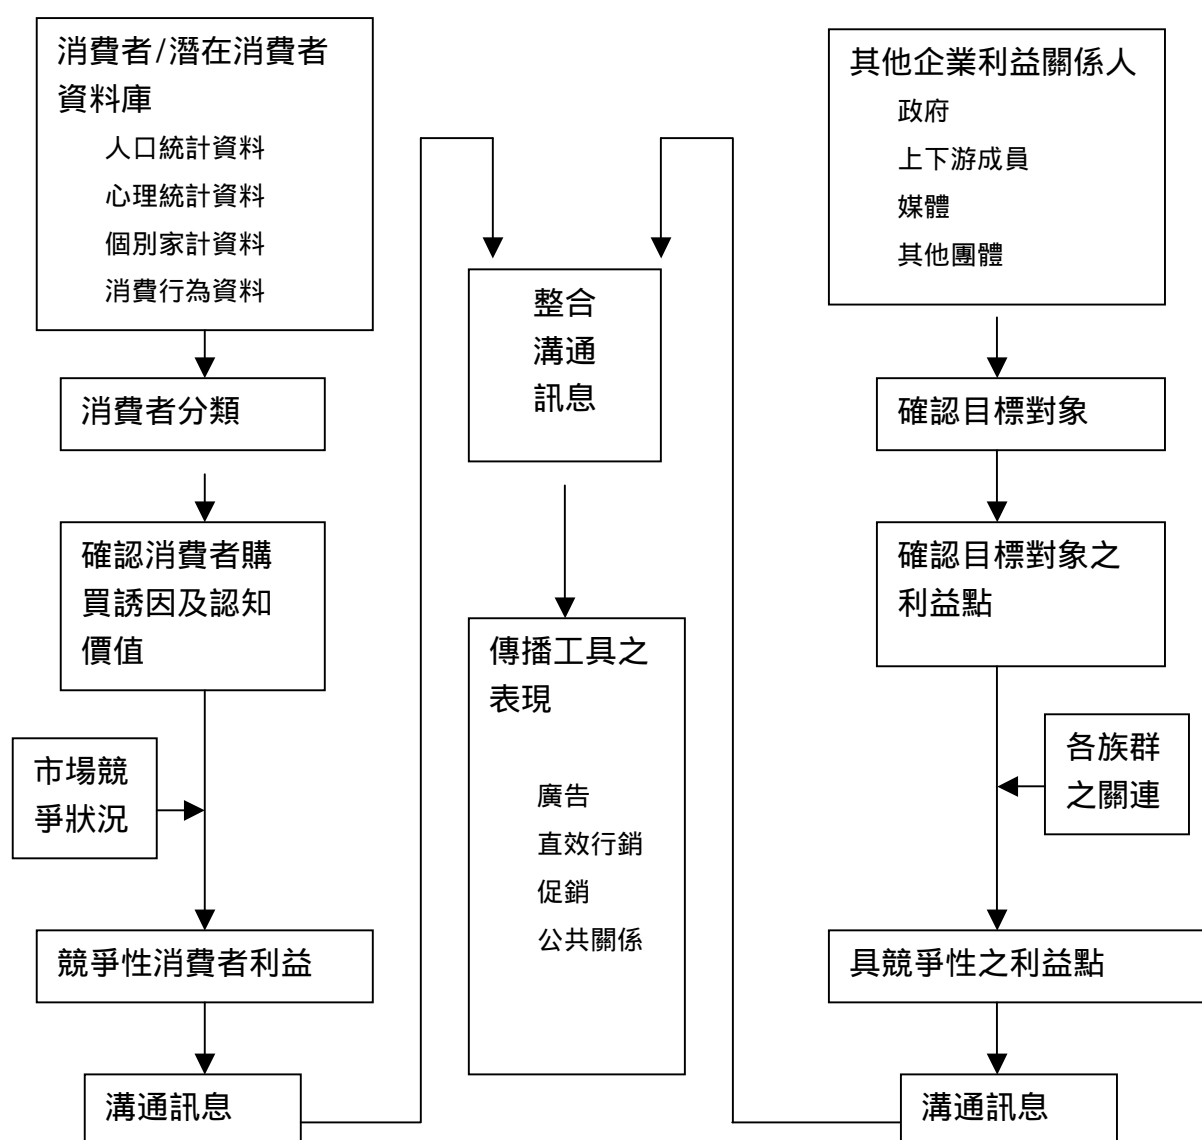 消費者/潛在消費者
資料庫
人口統計資料
心理統計資料
個別家計資料
消費行為資料
消費者分類
確認消費者購
買誘因及認知
價值
市場競
爭狀況
競爭性消費者利益
溝通訊息
整合
溝通
訊息
傳播工具之
表現
廣告
直效行銷
促銷
公共關係
其他企業利益關係人
政府
上下游成員
媒體
其他團體
確認目標對象
確認目標對象之
利益點
各族群
之關連
具競爭性之利益點
溝通訊息